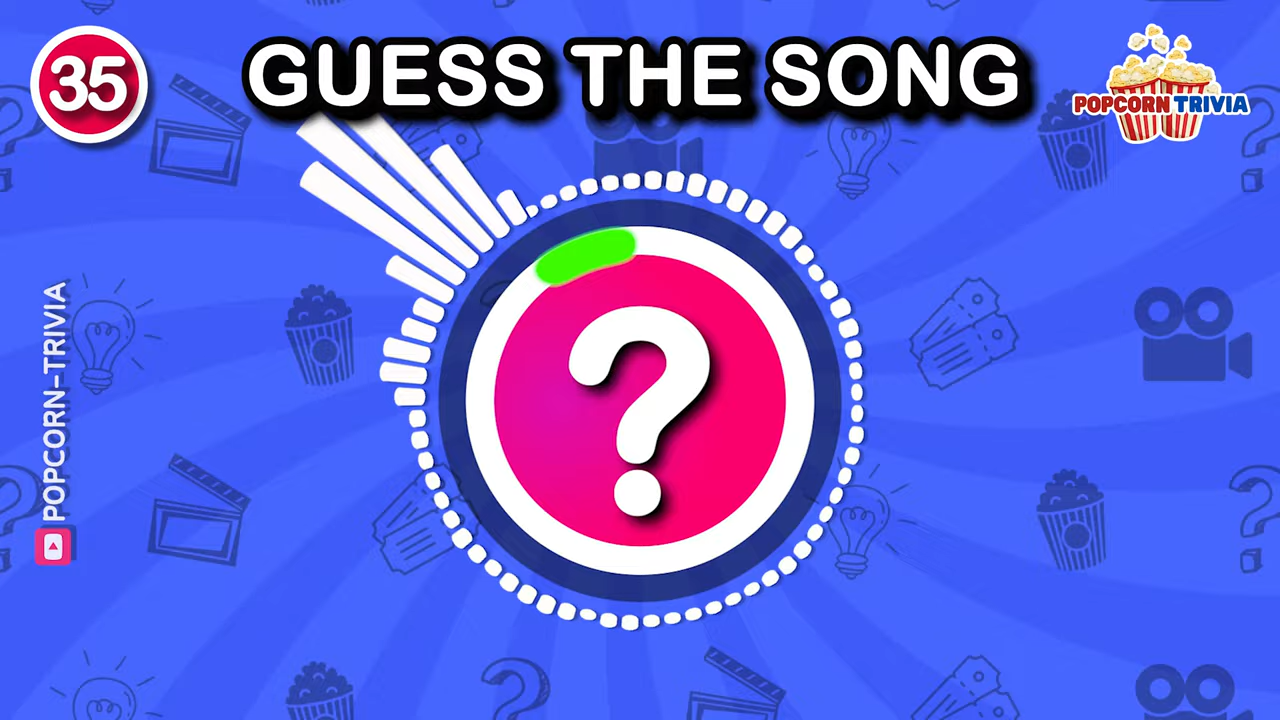 35
GUESS THE SONG
POPCORN TRIVIA
POPCORN-TRIVIA
?